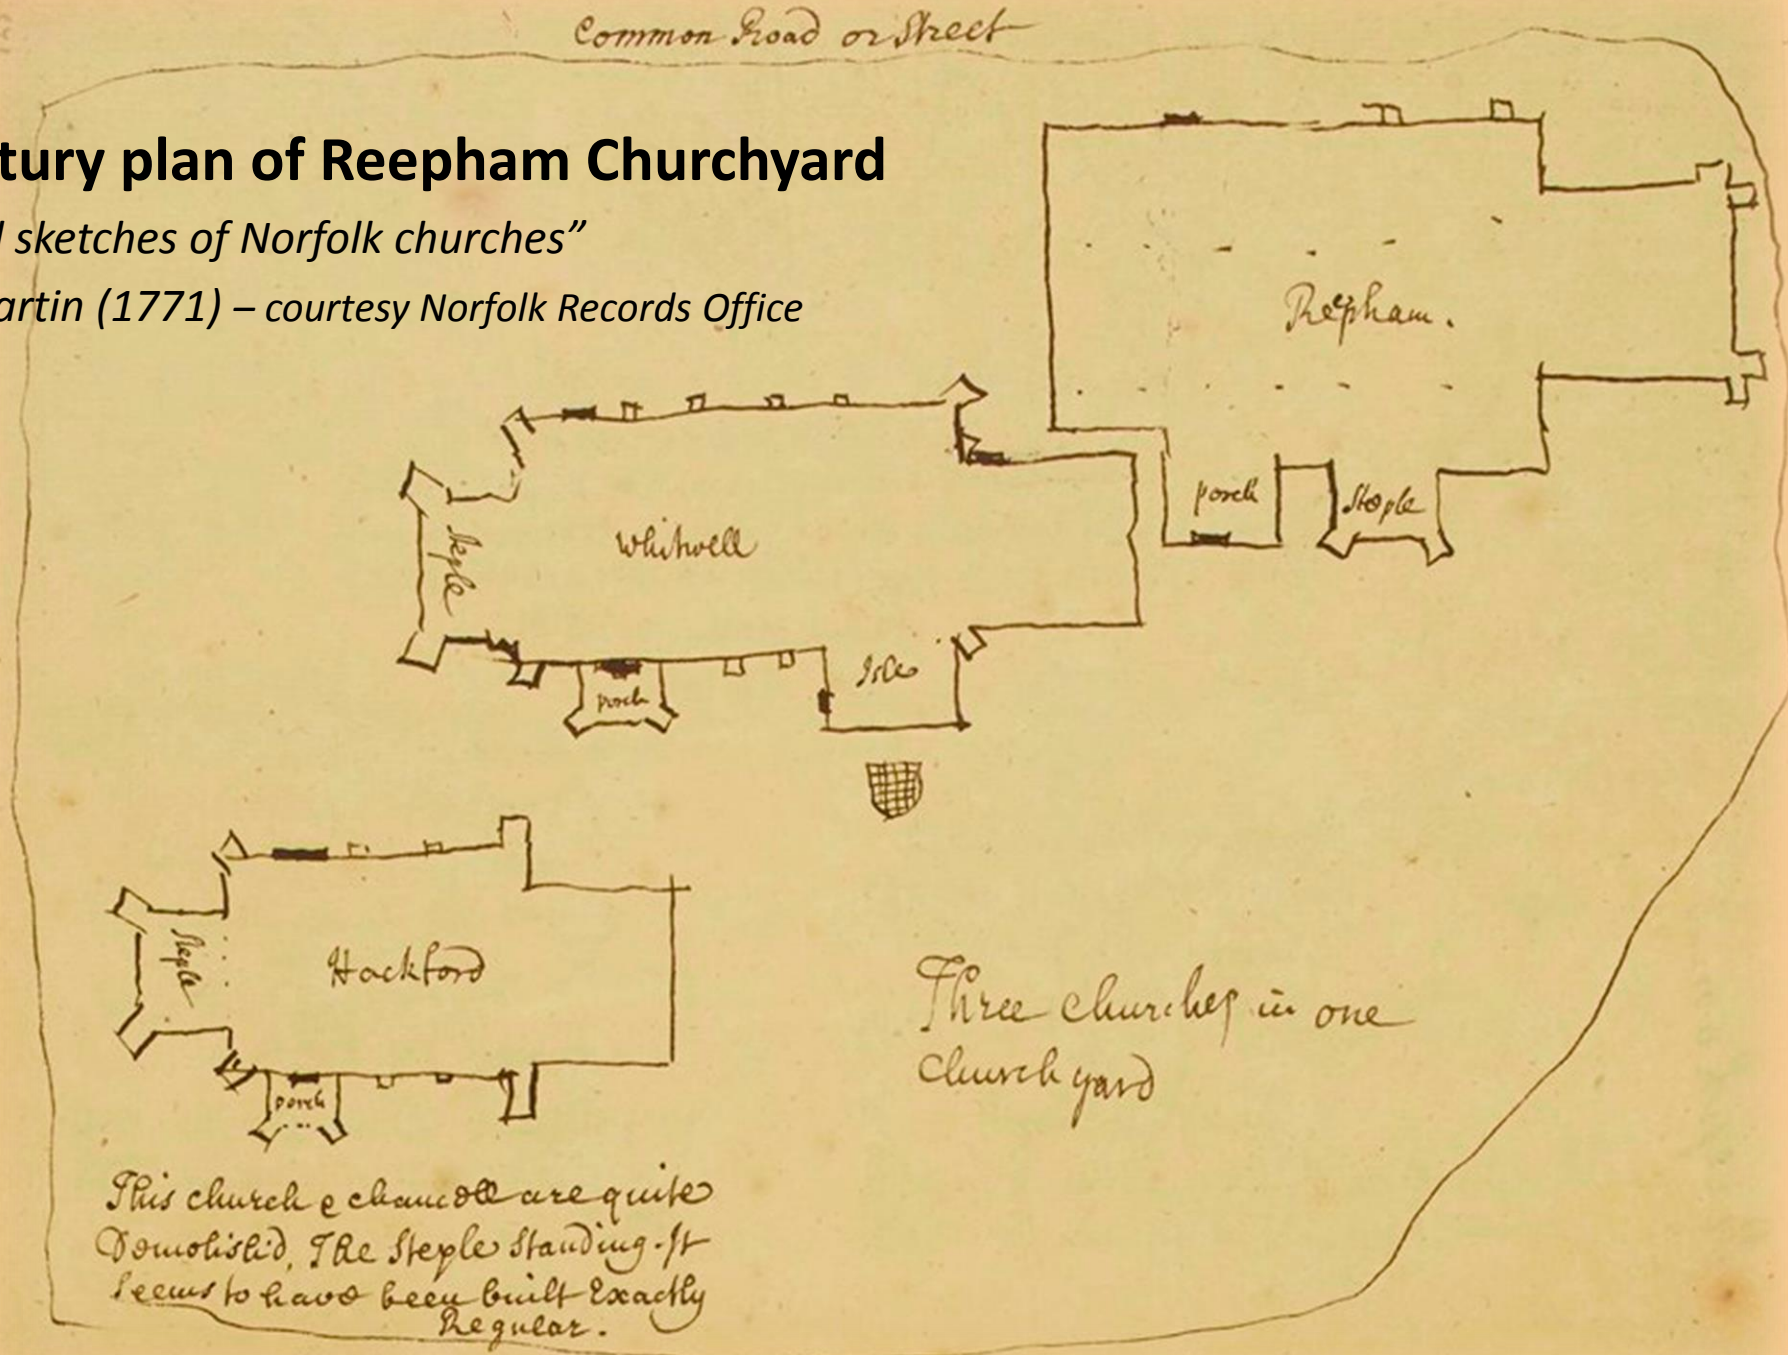 Common Road or Street
tury plan of Reepham Churchyard
l sketches of Norfolk churches”
artin (1771) – courtesy Norfolk Records Office
Reepham.
porch
Steple
Whitwell
Steple
porch
Isle
Hackford
Steple
porch
Three churches in one
Church yard
This church & chancell are quite
Demolish'd, The Steple Standing. It
Seems to have been built Exactly
Regular.